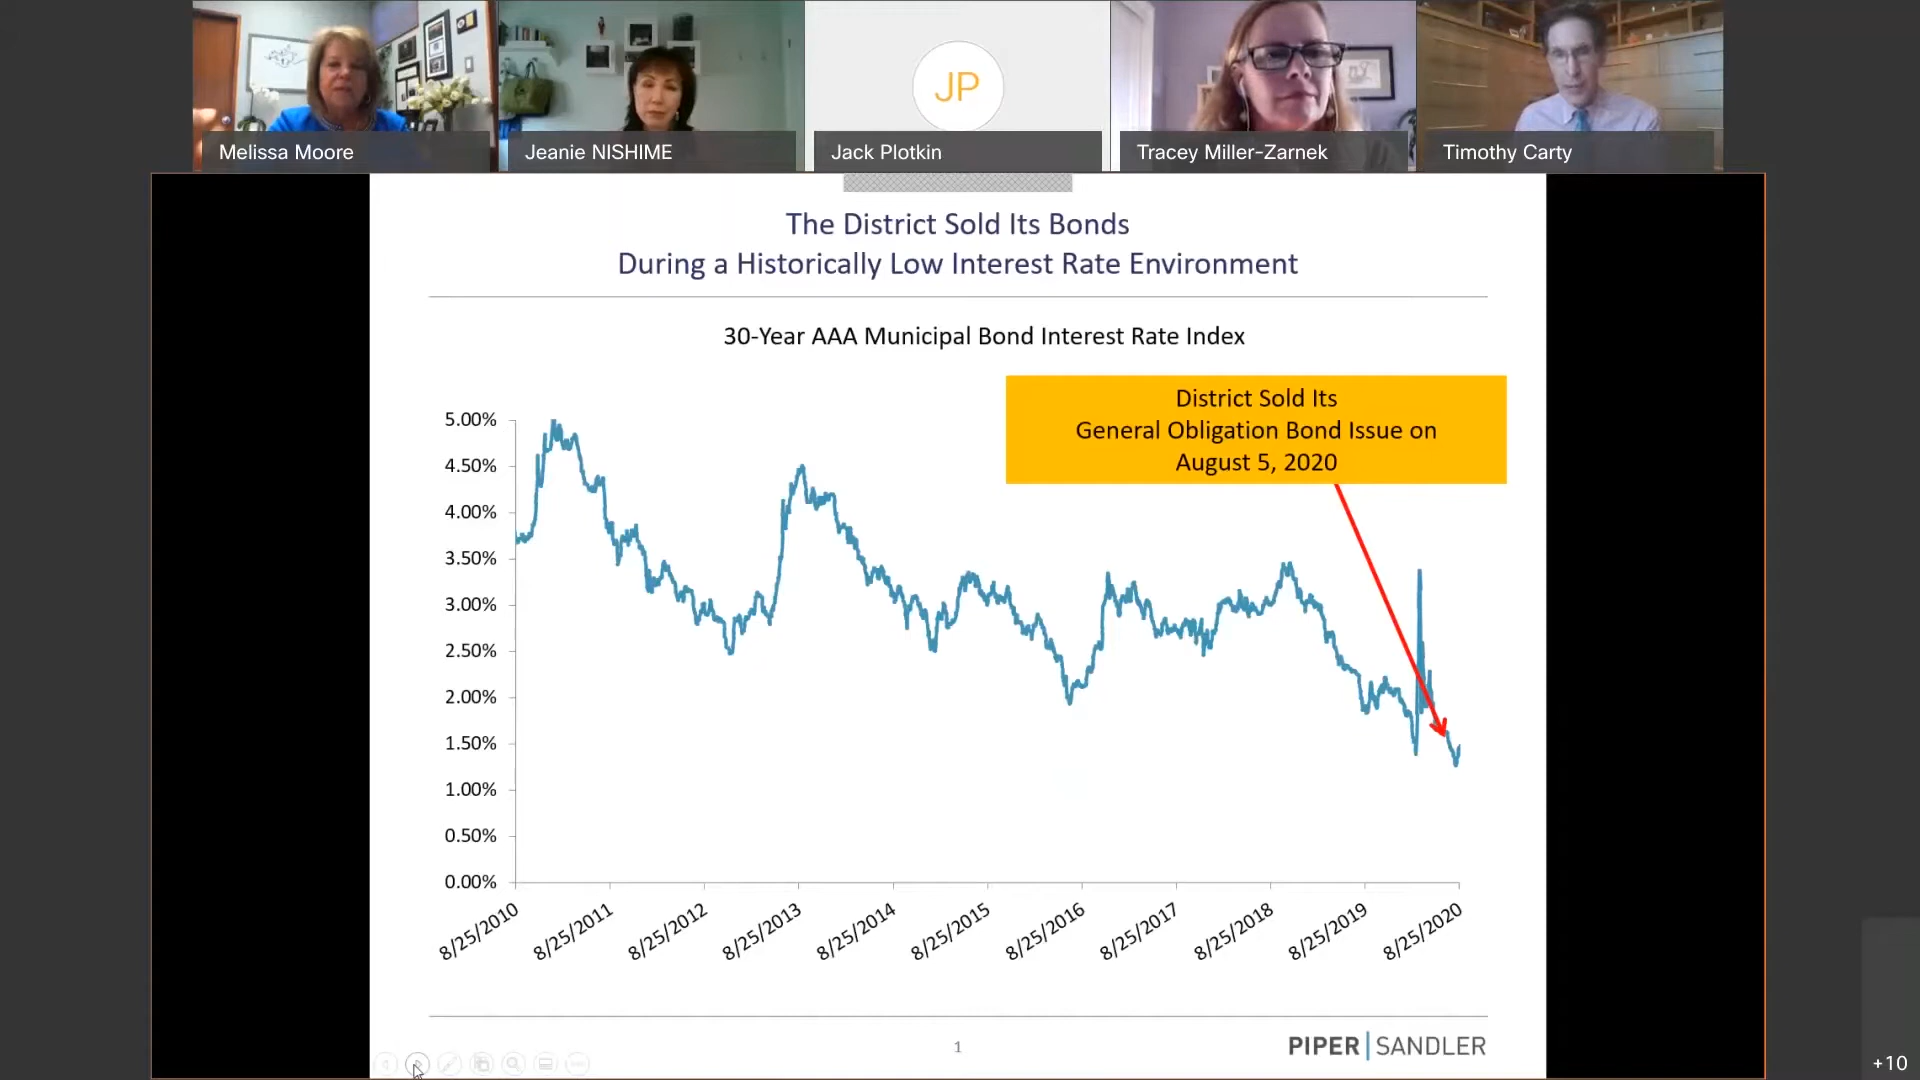 Melissa Moore
Jeanie NISHIME
JP
Jack Plotkin
Tracey Miller-Zarnek
Timothy Carty
The District Sold Its Bonds
During a Historically Low Interest Rate Environment
30-Year AAA Municipal Bond Interest Rate Index
District Sold Its
General Obligation Bond Issue on
August 5, 2020
5.00%
4.50%
4.00%
3.50%
3.00%
2.50%
2.00%
1.50%
1.00%
0.50%
0.00%
8/25/2010
8/25/2011
8/25/2012
8/25/2013
8/25/2014
8/25/2015
8/25/2016
8/25/2017
8/25/2018
8/25/2019
8/25/2020
1
PIPER | SANDLER
+10